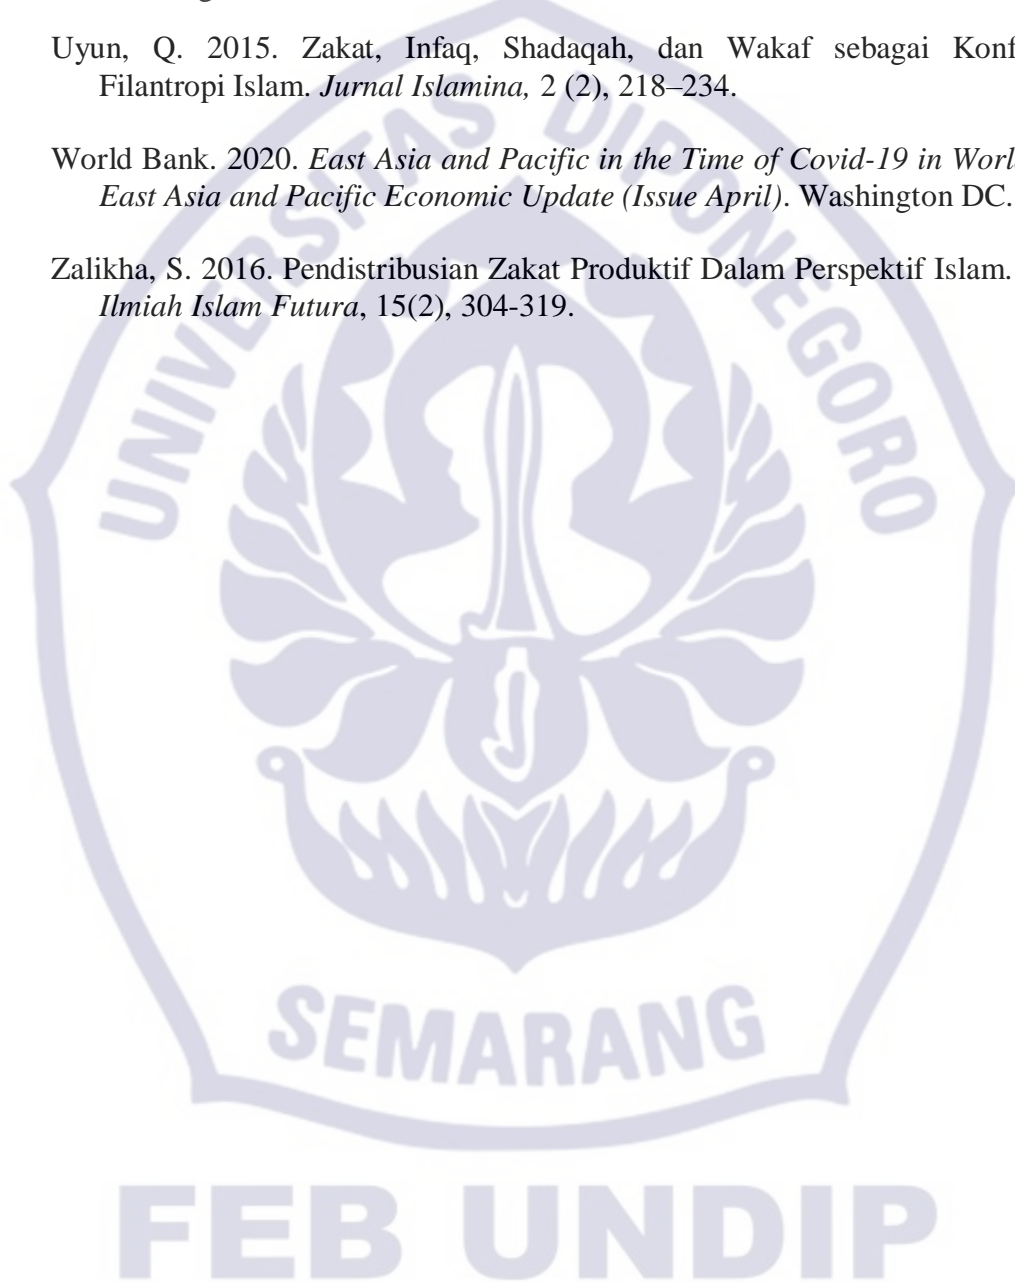 Uyun, Q. 2015. Zakat, Infaq, Shadaqah, dan Wakaf sebagai
Filantropi Islam. Jurnal Islamina, 2 (2), 218–234.
World Bank. 2020. East Asia and Pacific in the Time of Covid-19 in
East Asia and Pacific Economic Update (Issue April). Washington DC.
Zalikha, S. 2016. Pendistribusian Zakat Produktif Dalam Perspektif Islam.
Ilmiah Islam Futura, 15(2), 304-319.
UNIVERSITAS DIPONEGORO
SEMARANG
FEB UNDIP